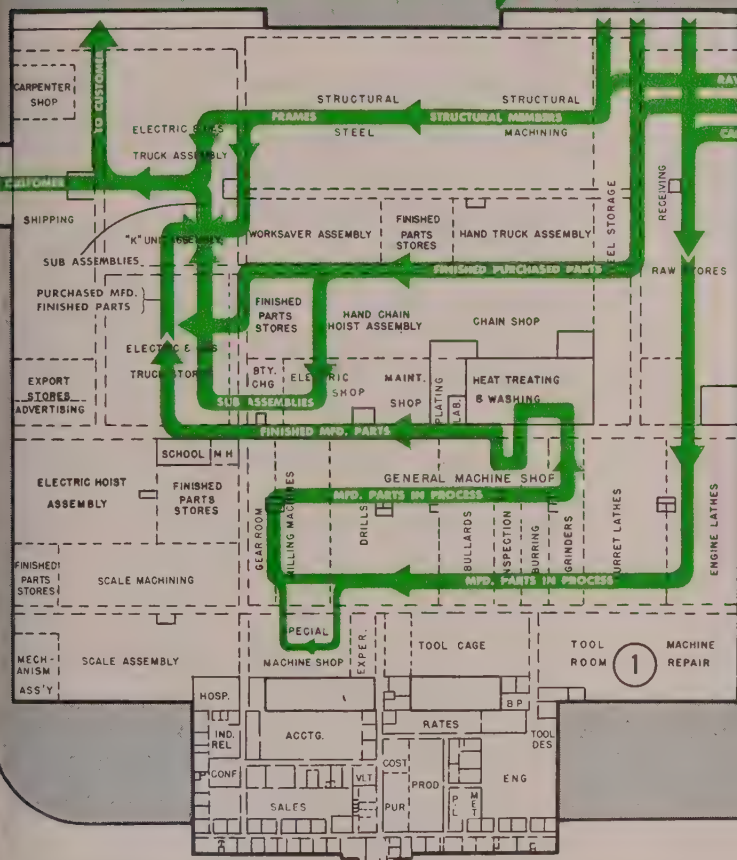 CARPENTER
SHOP
TO CUSTOMER
STRUCTURAL
STRUCTURAL
FRAMES
STRUCTURAL MEMBERS
STEEL
MACHINING
ELECTRIC &
TRUCK ASSEMBLY
CUSTOMER
SHIPPING
"K" UNIT ASSEMBLY
WORKSAVER ASSEMBLY
FINISHED
PARTS
STORES
HAND TRUCK ASSEMBLY
STORAGE
RECEIVING
SUB ASSEMBLIES
FINISHED PURCHASED PARTS
RAW STORES
PURCHASED MFD.
FINISHED PARTS
FINISHED
PARTS
STORES
HAND CHAIN
HOIST ASSEMBLY
CHAIN SHOP
ELECTRIC &
TRUCK STORES
EXPORT
STORES
ADVERTISING
BTY.
CHG
ELECTRIC
SHOP
MAINT.
SHOP
PLATING
LAB.
HEAT TREATING
& WASHING
SUB ASSEMBLIES
FINISHED MFD. PARTS
SCHOOL
M H
ELECTRIC HOIST
ASSEMBLY
FINISHED
PARTS
STORES
GENERAL MACHINE SHOP
MFD. PARTS IN PROCESS
GEAR ROOM
MILLING MACHINES
DRILLS
BULLARDS
INSPECTION
BURRING
GRINDERS
TURRET LATHES
ENGINE LATHES
FINISHED
PARTS
STORES
SCALE MACHINING
MFD. PARTS IN PROCESS
SPECIAL
MACHINE SHOP
EXPER.
TOOL CAGE
TOOL
ROOM
1
MACHINE
REPAIR
MECH-
ANISM
ASS'Y
SCALE ASSEMBLY
HOSP.
IND.
REL
CONF
ACCTG.
SALES
VLT
RATES
COST
PUR
PROD
B P
TOOL
DES
ENG
MET